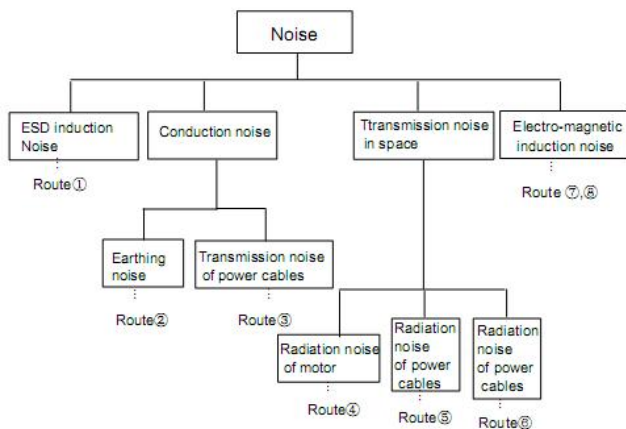 Noise
ESD induction
Noise
Conduction noise
Ttransmission noise
in space
Electro-magnetic
induction noise
Route①
Route ⑦,⑧
Earthing
noise
Transmission noise
of power cables
Route②
Route③
Radiation noise
of motor
Radiation
noise
of power
cables
Radiation
noise
of power
cables
Route④
Route⑤
Route⑥